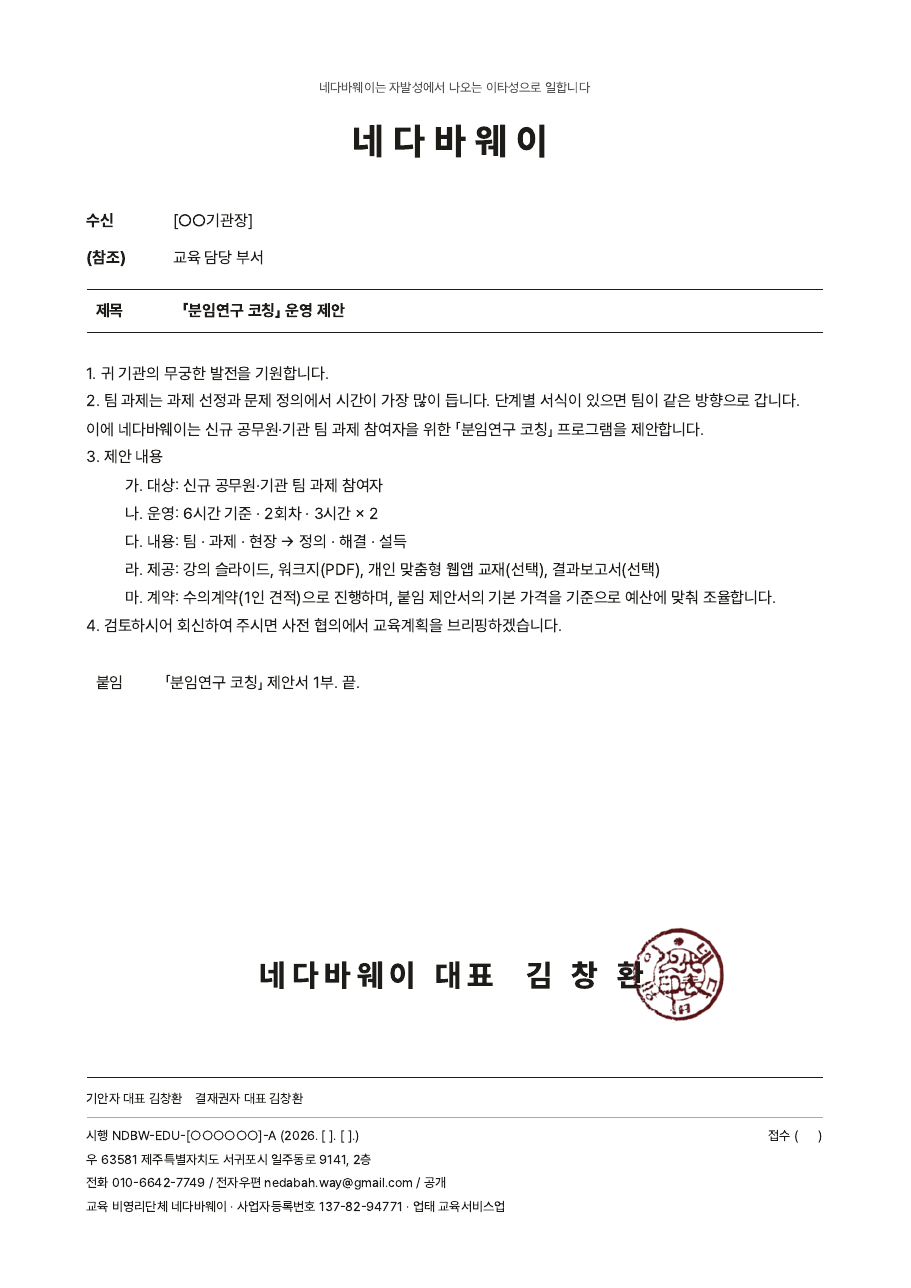 네다바웨이는 자발성에서 나오는 이타성으로 일합니다
네다바웨이
수신 [○○기관장]
(참조) 교육 담당 부서
제목 「분임연구 코칭」 운영 제안
1. 귀 기관의 무궁한 발전을 기원합니다.
2. 팀 과제는 과제 선정과 문제 정의에서 시간이 가장 많이 듭니다. 단계별 서식이 있으면 팀이 같은 방향으로 갑니다.
이에 네다바웨이는 신규 공무원·기관 팀 과제 참여자을 위한 「분임연구 코칭」 프로그램을 제안합니다.
3. 제안 내용
가. 대상: 신규 공무원·기관 팀 과제 참여자
나. 운영: 6시간 기준 · 2회차 · 3시간 × 2
다. 내용: 팀 · 과제 · 현장 → 정의 · 해결 · 설득
라. 제공: 강의 슬라이드, 워크지(PDF), 개인 맞춤형 웹앱 교재(선택), 결과보고서(선택)
마. 계약: 수의계약(1인 견적)으로 진행하며, 붙임 제안서의 기본 가격을 기준으로 예산에 맞춰 조율합니다.
4. 검토하시어 회신하여 주시면 사전 협의에서 교육계획을 브리핑하겠습니다.
붙임 「분임연구 코칭」 제안서 1부. 끝.
네다바웨이 대표 김 창 환
기안자 대표 김창환 결재권자 대표 김창환
시행 NDBW-EDU-[○○○○○○]-A (2026. [ ]. [ ].) 접수 ( )
우 63581 제주특별자치도 서귀포시 일주동로 9141, 2층
전화 010-6642-7749 / 전자우편 nedabah.way@gmail.com / 공개
교육 비영리단체 네다바웨이 · 사업자등록번호 137-82-94771 · 업태 교육서비스업